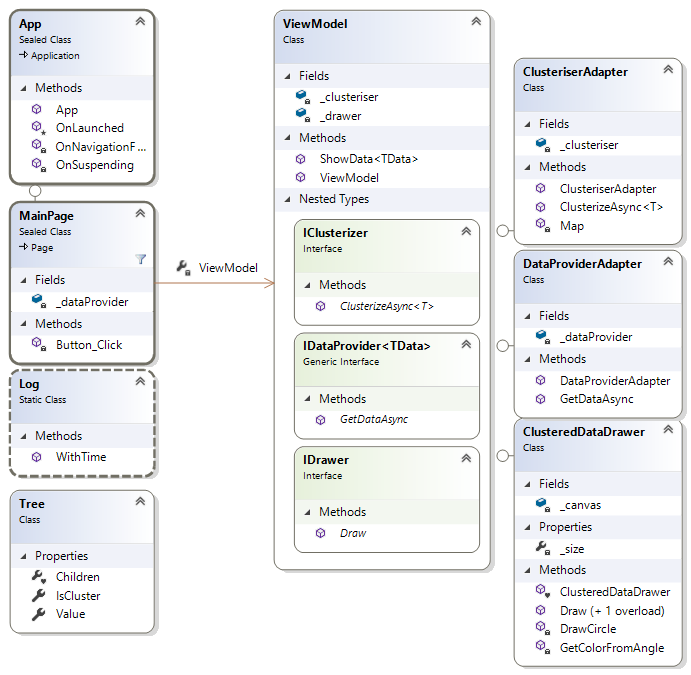 App
Sealed Class
Application
Methods
App
OnLaunched
OnNavigationF...
OnSuspending
MainPage
Sealed Class
Page
Fields
_dataProvider
Methods
Button_Click
Log
Static Class
Methods
WithTime
Tree
Class
Properties
Children
IsCluster
Value
ViewModel
ViewModel
Class
Fields
_clusteriser
_drawer
Methods
ShowData<TData>
ViewModel
Nested Types
IClusterizer
Interface
Methods
ClusterizeAsync<T>
IDataProvider<TData>
Generic Interface
Methods
GetDataAsync
IDrawer
Interface
Methods
Draw
ClusteriserAdapter
Class
Fields
_clusteriser
Methods
ClusteriserAdapter
ClusterizeAsync<T>
Map
DataProviderAdapter
Class
Fields
_dataProvider
Methods
DataProviderAdapter
GetDataAsync
ClusteredDataDrawer
Class
Fields
_canvas
Properties
_size
Methods
ClusteredDataDrawer
Draw (+ 1 overload)
DrawCircle
GetColorFromAngle